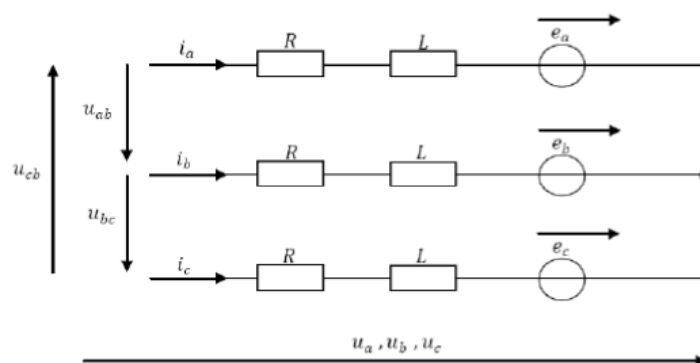 i_a R L e_a
u_ab
i_b R L e_b
u_cb
u_bc
i_c R L e_c
u_a , u_b , u_c